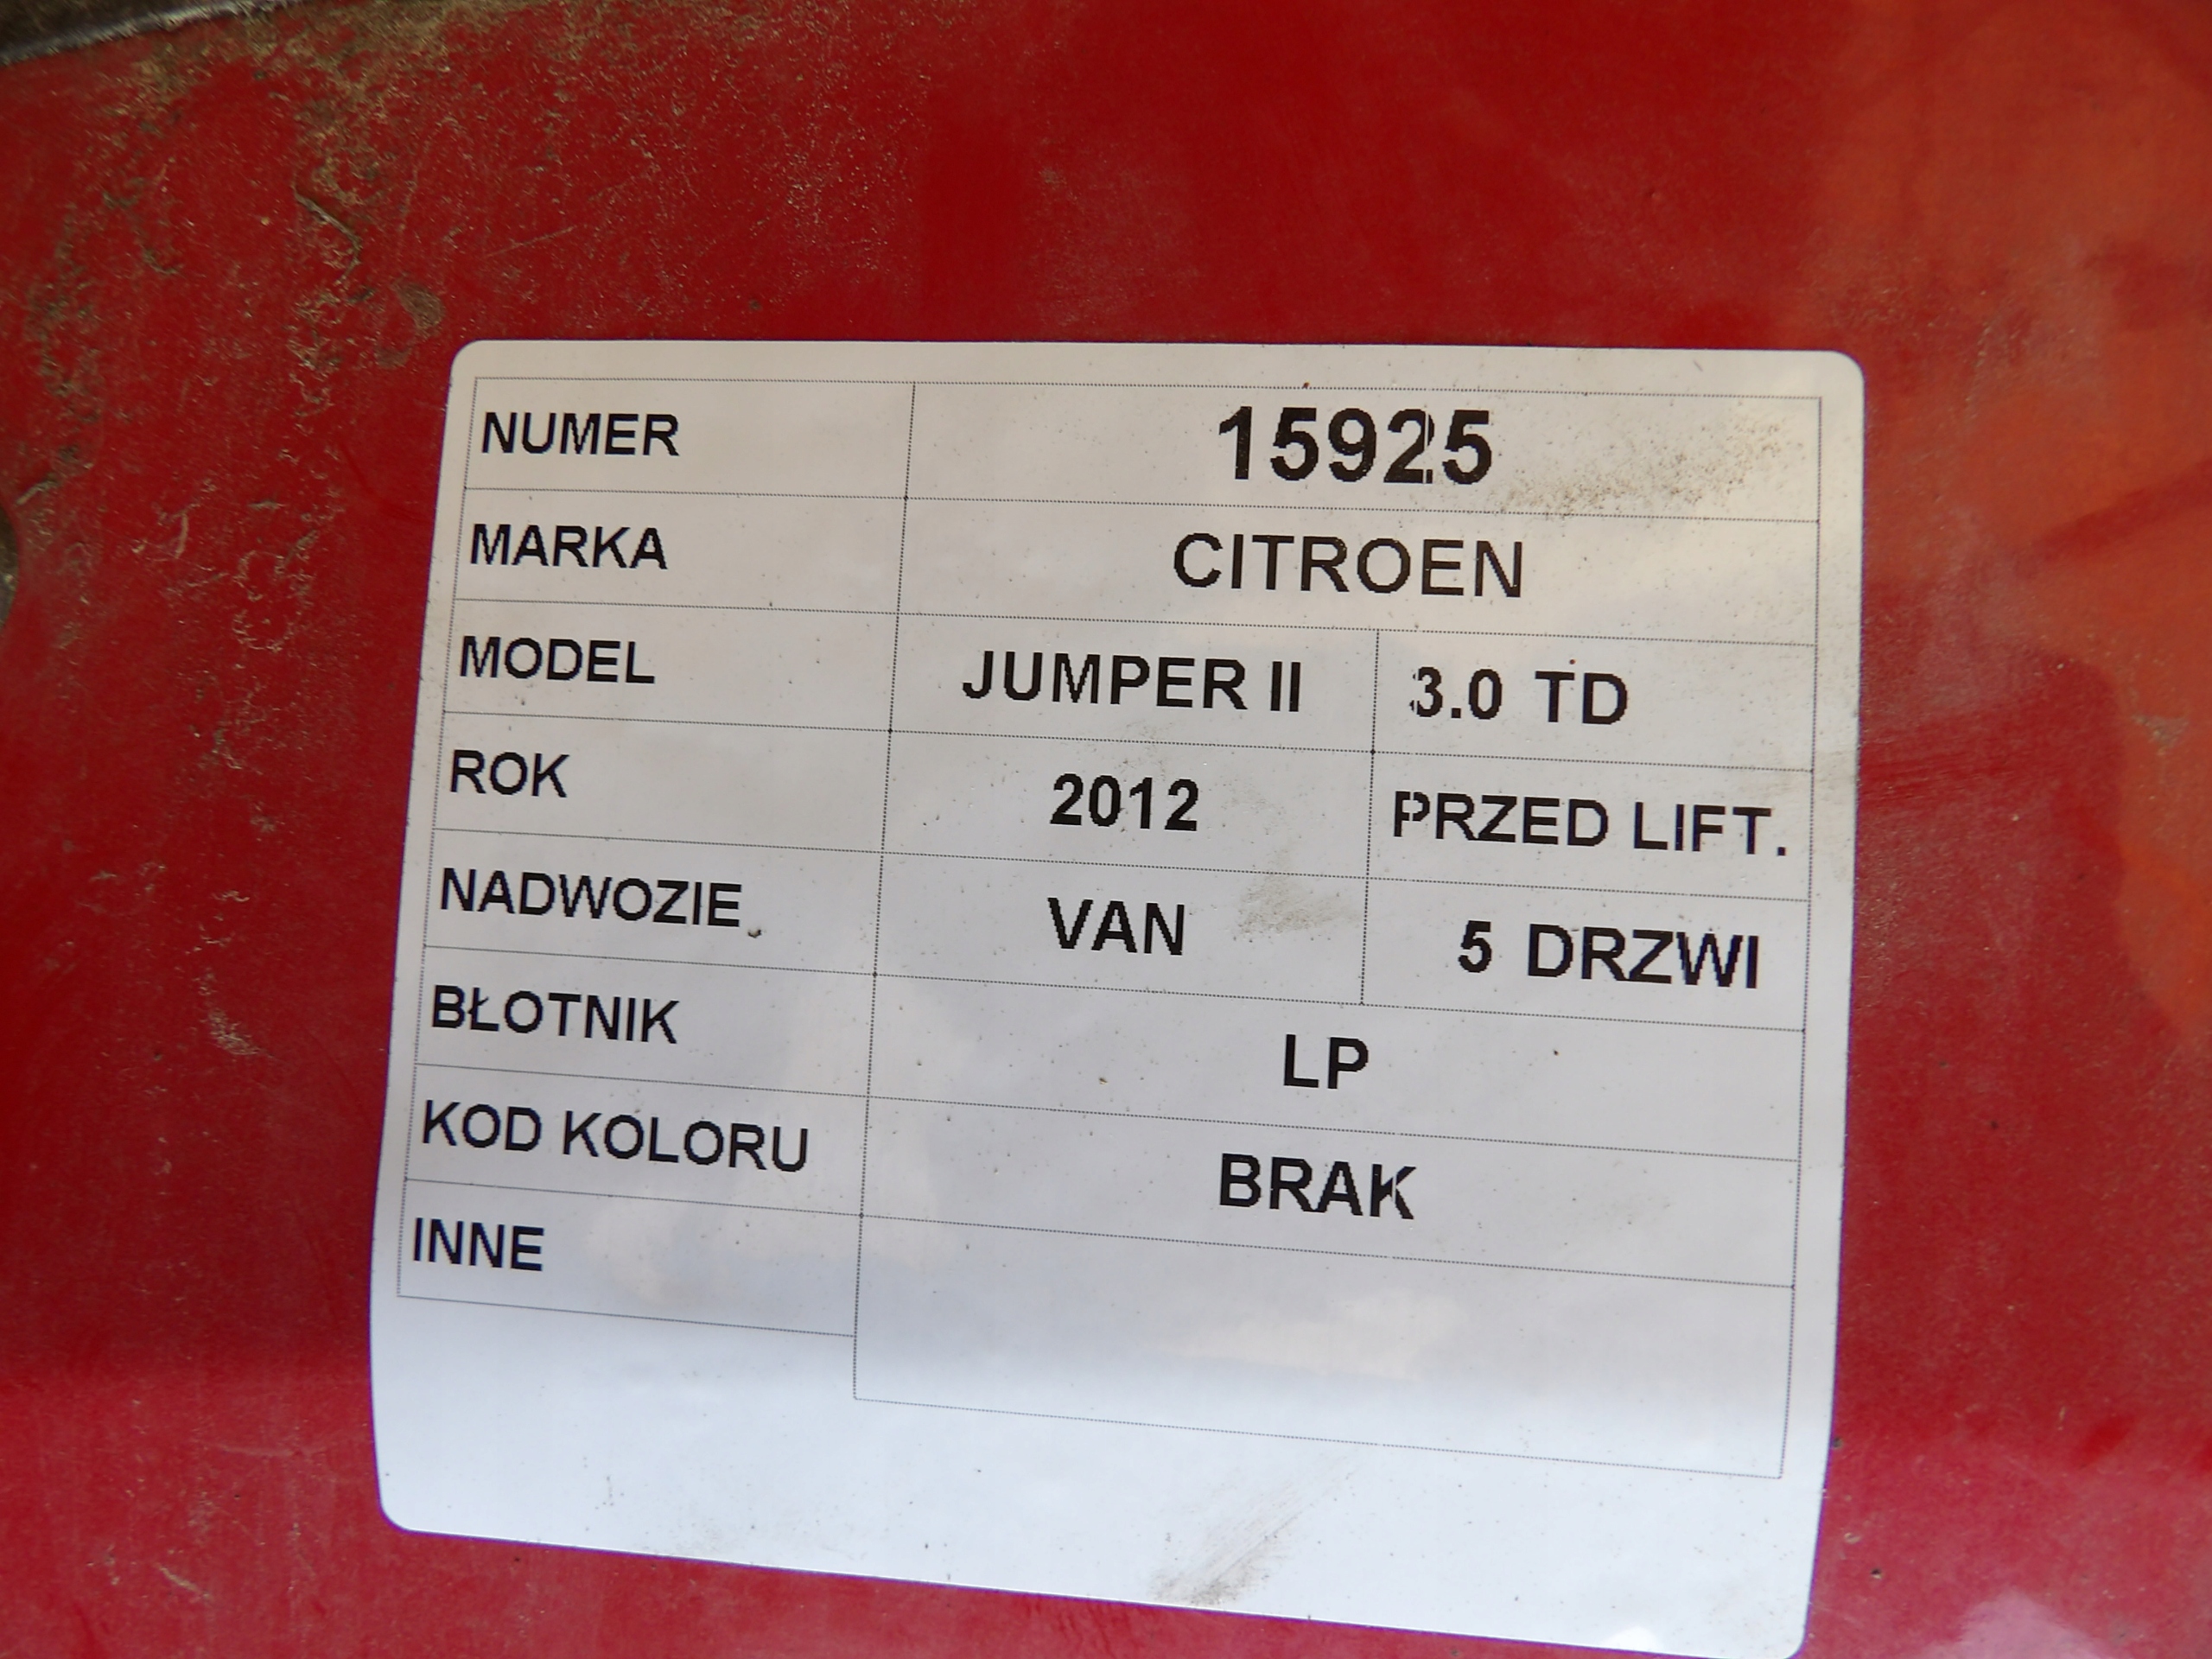 NUMER 15925
MARKA CITROEN
MODEL JUMPER II 3.0 TD
ROK 2012 PRZED LIFT.
NADWOZIE VAN 5 DRZWI
BŁOTNIK LP
KOD KOLORU BRAK
INNE